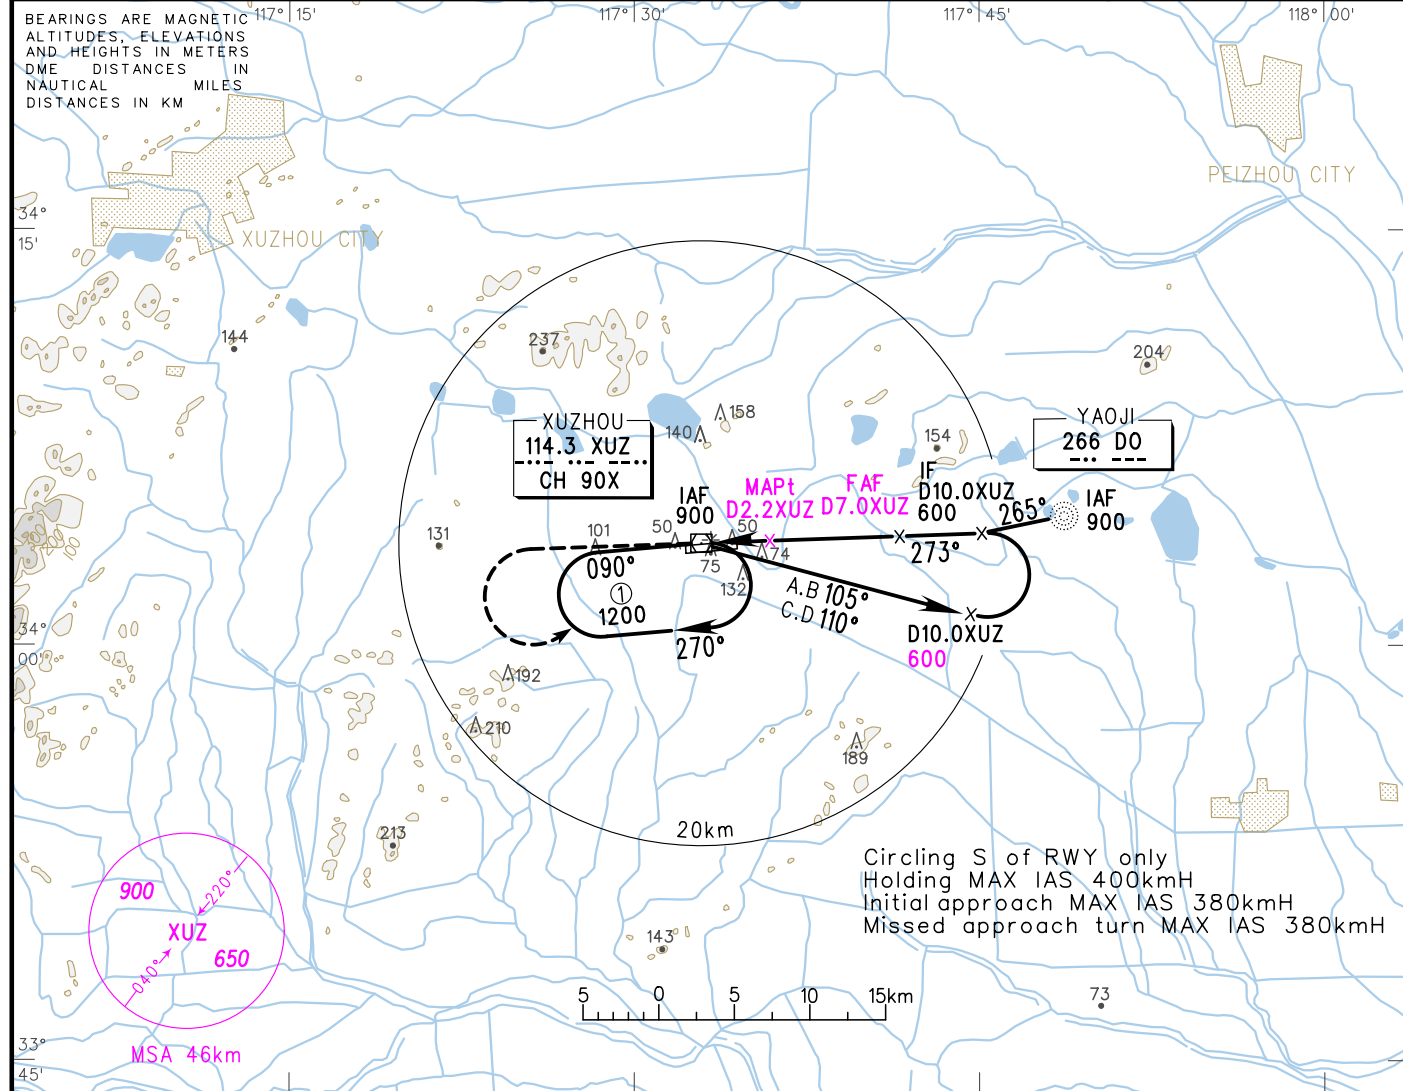 BEARINGS ARE MAGNETIC
ALTITUDES, ELEVATIONS
AND HEIGHTS IN METERS
DME DISTANCES IN
NAUTICAL MILES
DISTANCES IN KM
117° 15'
117° 30'
117° 45'
118° 00'
PEIZHOU CITY
34°
15'
XUZHOU CITY
144
237
204
158
140
154
XUZHOU
114.3 XUZ
CH 90X
YAOJI
266 DO
IAF
900
MAPt
D2.2XUZ
FAF
D7.0XUZ
IF
D10.0XUZ
600
265°
IAF
900
131
101
50
50
74
75
132
273°
090°
1
1200
270°
A.B 105°
C.D 110°
D10.0XUZ
600
34°
00'
192
210
189
213
20km
Circling S of RWY only
Holding MAX IAS 400kmH
Initial approach MAX IAS 380kmH
Missed approach turn MAX IAS 380kmH
900
220°
XUZ
650
040°
MSA 46km
143
73
5 0 5 10 15km
33°
45'